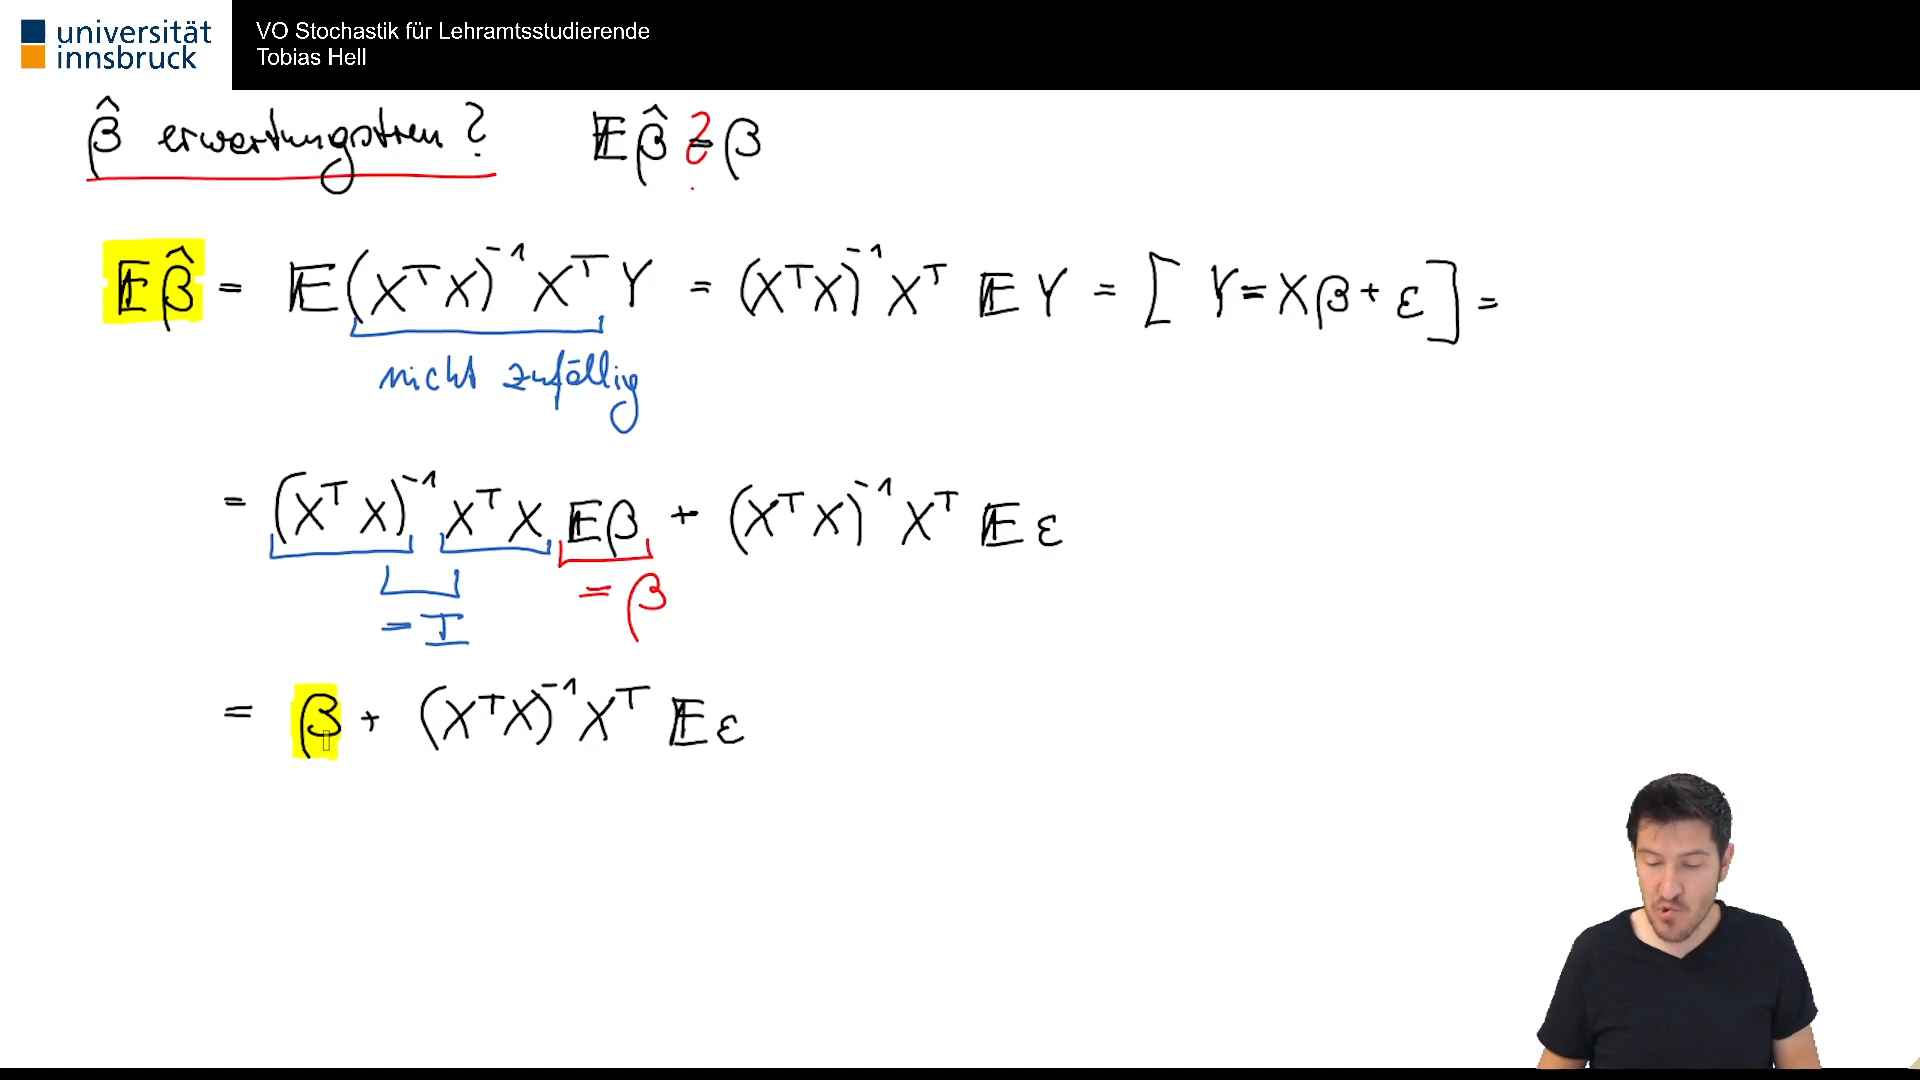 universität
innsbruck
VO Stochastik für Lehramtsstudierende
Tobias Hell
β̂ erwartungstreu? 𝔼β̂ =? β
𝔼β̂ = 𝔼(XᵀX)⁻¹XᵀY = (XᵀX)⁻¹Xᵀ 𝔼Y = [Y = Xβ + ε] =
nicht zufällig
= (XᵀX)⁻¹XᵀX 𝔼β + (XᵀX)⁻¹Xᵀ 𝔼ε
= β
= I
= β + (XᵀX)⁻¹Xᵀ 𝔼ε